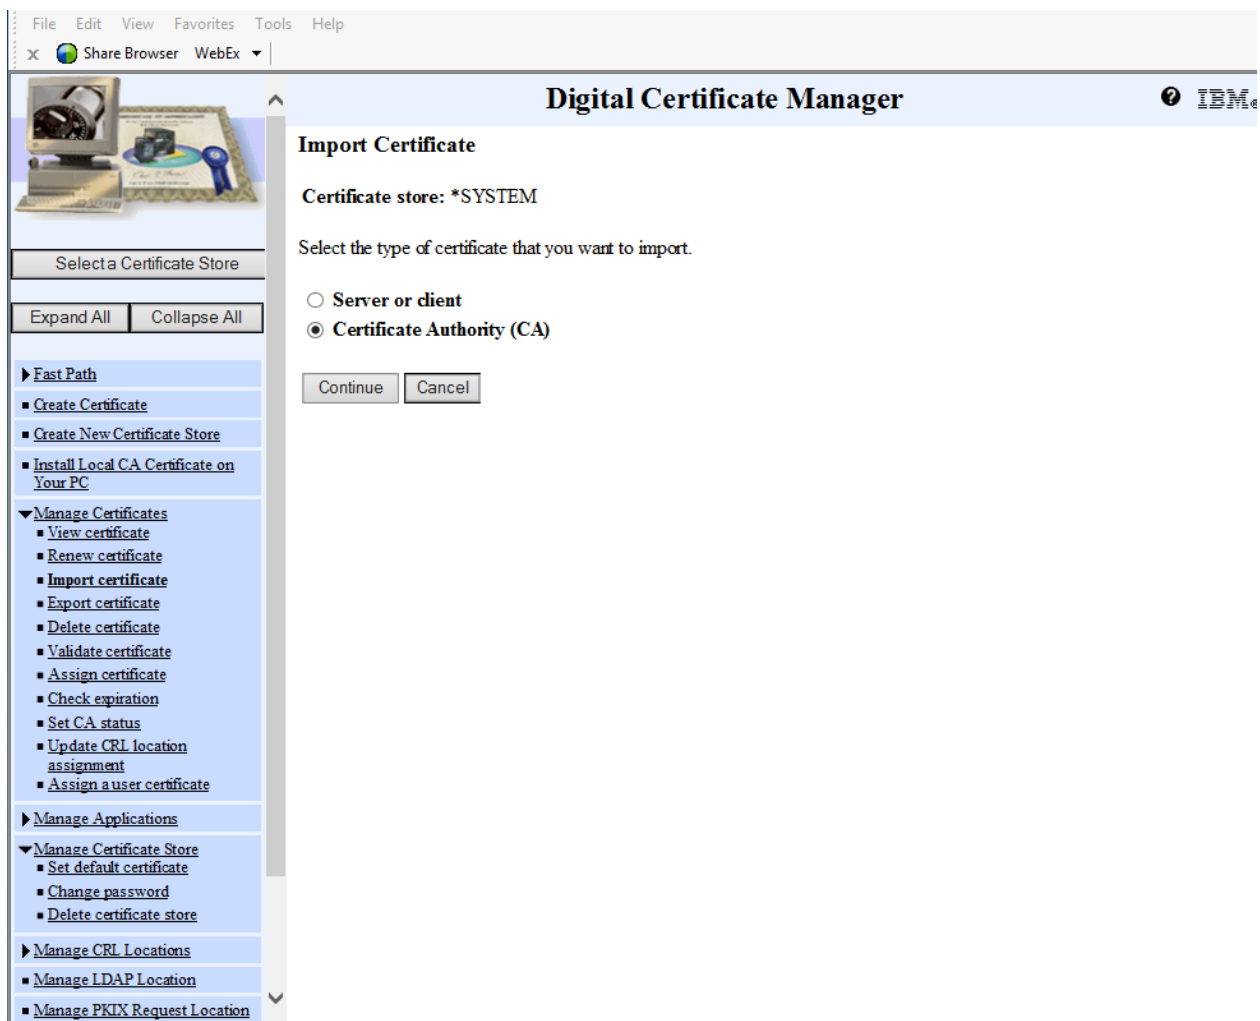 File Edit View Favorites Tools Help
x Share Browser WebEx
Digital Certificate Manager
? IBM®
Select a Certificate Store
Expand All Collapse All
Fast Path
Create Certificate
Create New Certificate Store
Install Local CA Certificate on
Your PC
Manage Certificates
View certificate
Renew certificate
Import certificate
Export certificate
Delete certificate
Validate certificate
Assign certificate
Check expiration
Set CA status
Update CRL location
assignment
Assign a user certificate
Manage Applications
Manage Certificate Store
Set default certificate
Change password
Delete certificate store
Manage CRL Locations
Manage LDAP Location
Manage PKIX Request Location
Import Certificate
Certificate store: *SYSTEM
Select the type of certificate that you want to import.
Server or client
Certificate Authority (CA)
Continue Cancel